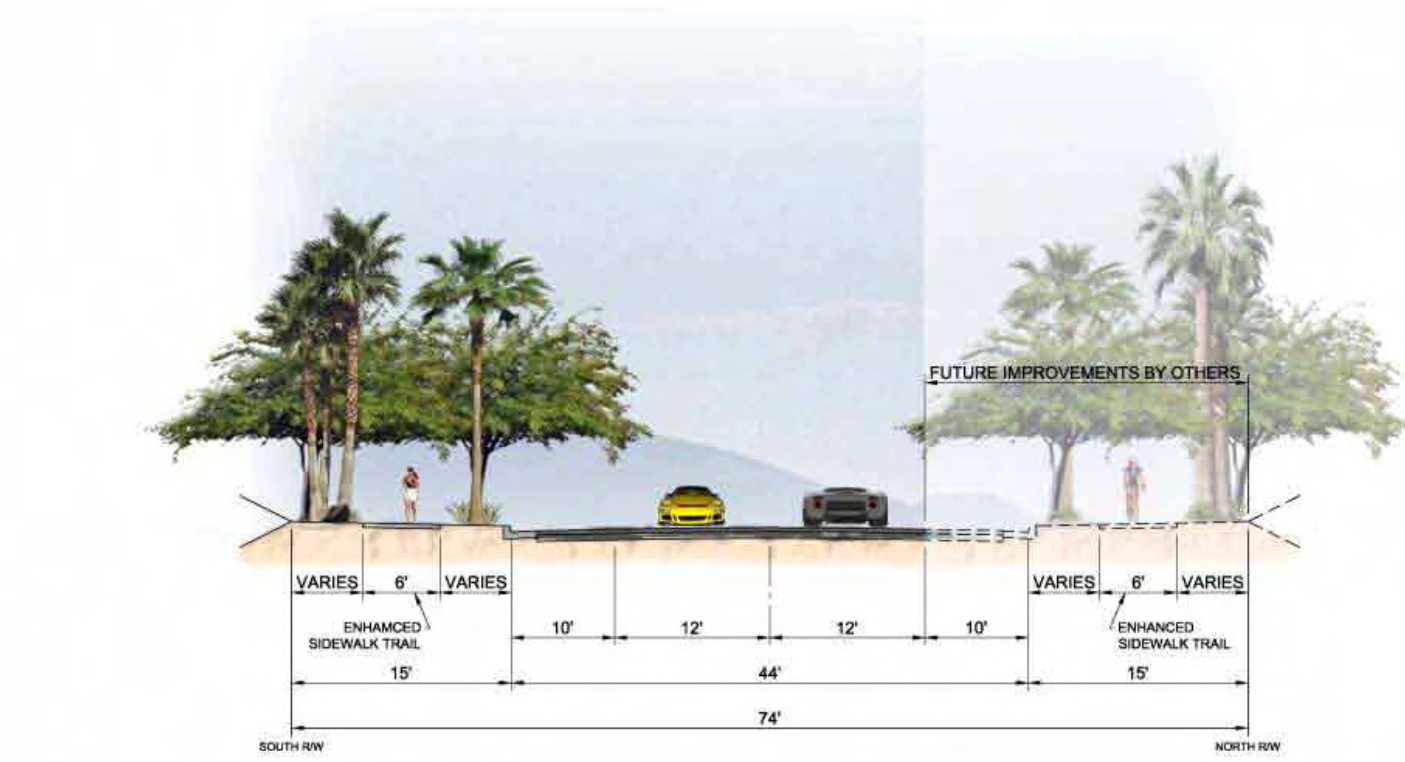 FUTURE IMPROVEMENTS BY OTHERS
VARIES 6' VARIES VARIES 6' VARIES
ENHAMCED
SIDEWALK TRAIL
10' 12' 12' 10'
ENHANCED
SIDEWALK TRAIL
15' 44' 15'
74'
SOUTH R/W NORTH R/W